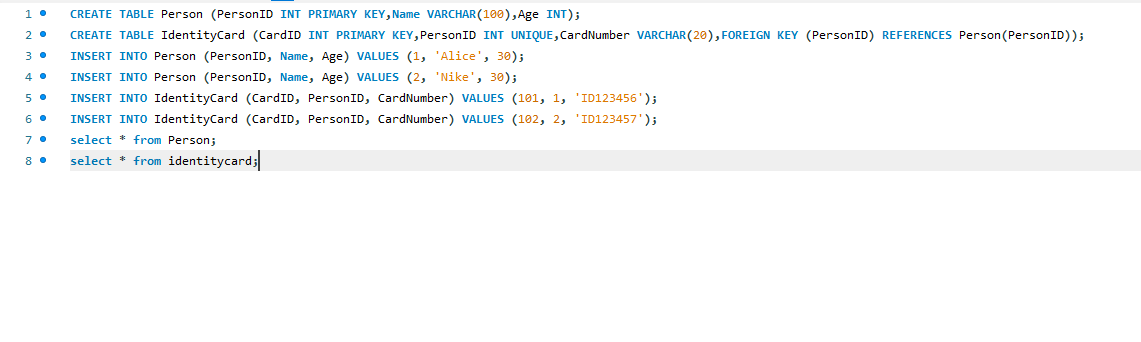 1 CREATE TABLE Person (PersonID INT PRIMARY KEY,Name VARCHAR(100),Age INT);
2 CREATE TABLE IdentityCard (CardID INT PRIMARY KEY,PersonID INT UNIQUE,CardNumber VARCHAR(20),FOREIGN KEY (PersonID) REFERENCES Person(PersonID));
3 INSERT INTO Person (PersonID, Name, Age) VALUES (1, 'Alice', 30);
4 INSERT INTO Person (PersonID, Name, Age) VALUES (2, 'Nike', 30);
5 INSERT INTO IdentityCard (CardID, PersonID, CardNumber) VALUES (101, 1, 'ID123456');
6 INSERT INTO IdentityCard (CardID, PersonID, CardNumber) VALUES (102, 2, 'ID123457');
7 select * from Person;
8 select * from identitycard;